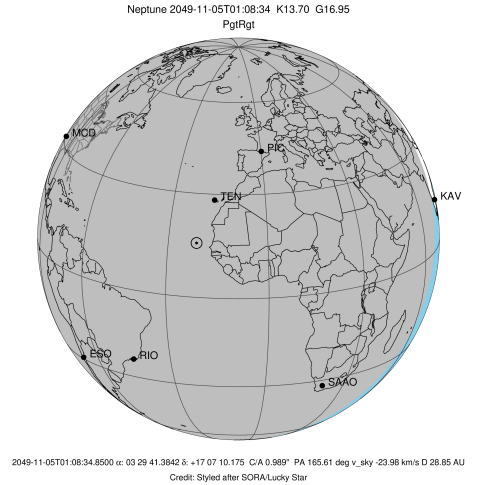 Neptune 2049-11-05T01:08:34 K13.70 G16.95
PgtRgt
MCD
PIC
TEN
KAV
ESO
RIO
SAAO
2049-11-05T01:08:34.8500 α: 03 29 41.3842 δ: +17 07 10.175 C/A 0.989" PA 165.61 deg v_sky -23.98 km/s D 28.85 AU
Credit: Styled after SORA/Lucky Star